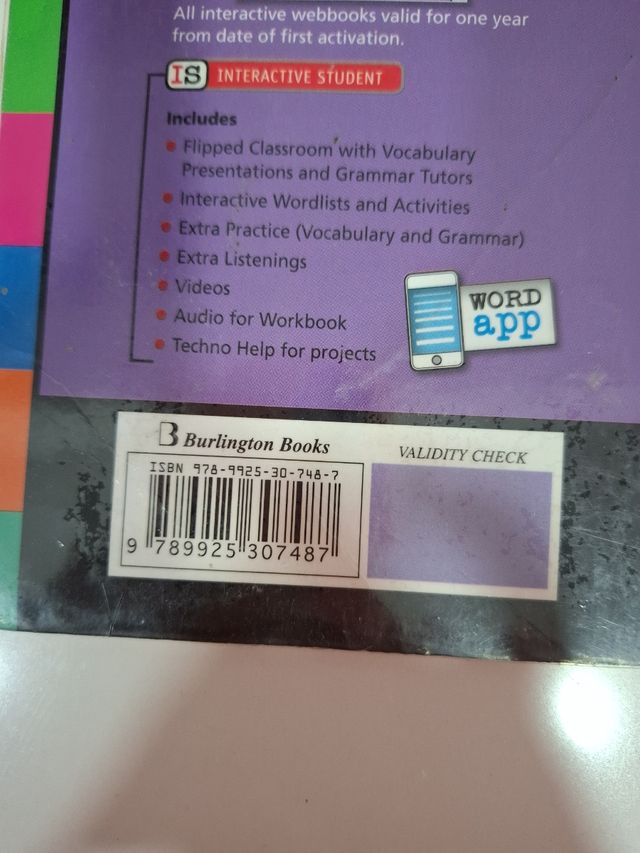 All interactive webbooks valid for one year
from date of first activation.
IS INTERACTIVE STUDENT
Includes
• Flipped Classroom with Vocabulary
Presentations and Grammar Tutors
• Interactive Wordlists and Activities
• Extra Practice (Vocabulary and Grammar)
• Extra Listenings
• Videos
• Audio for Workbook
• Techno Help for projects
WORD
app
B Burlington Books
VALIDITY CHECK
ISBN 978-9925-30-748-7
9 789925 307487